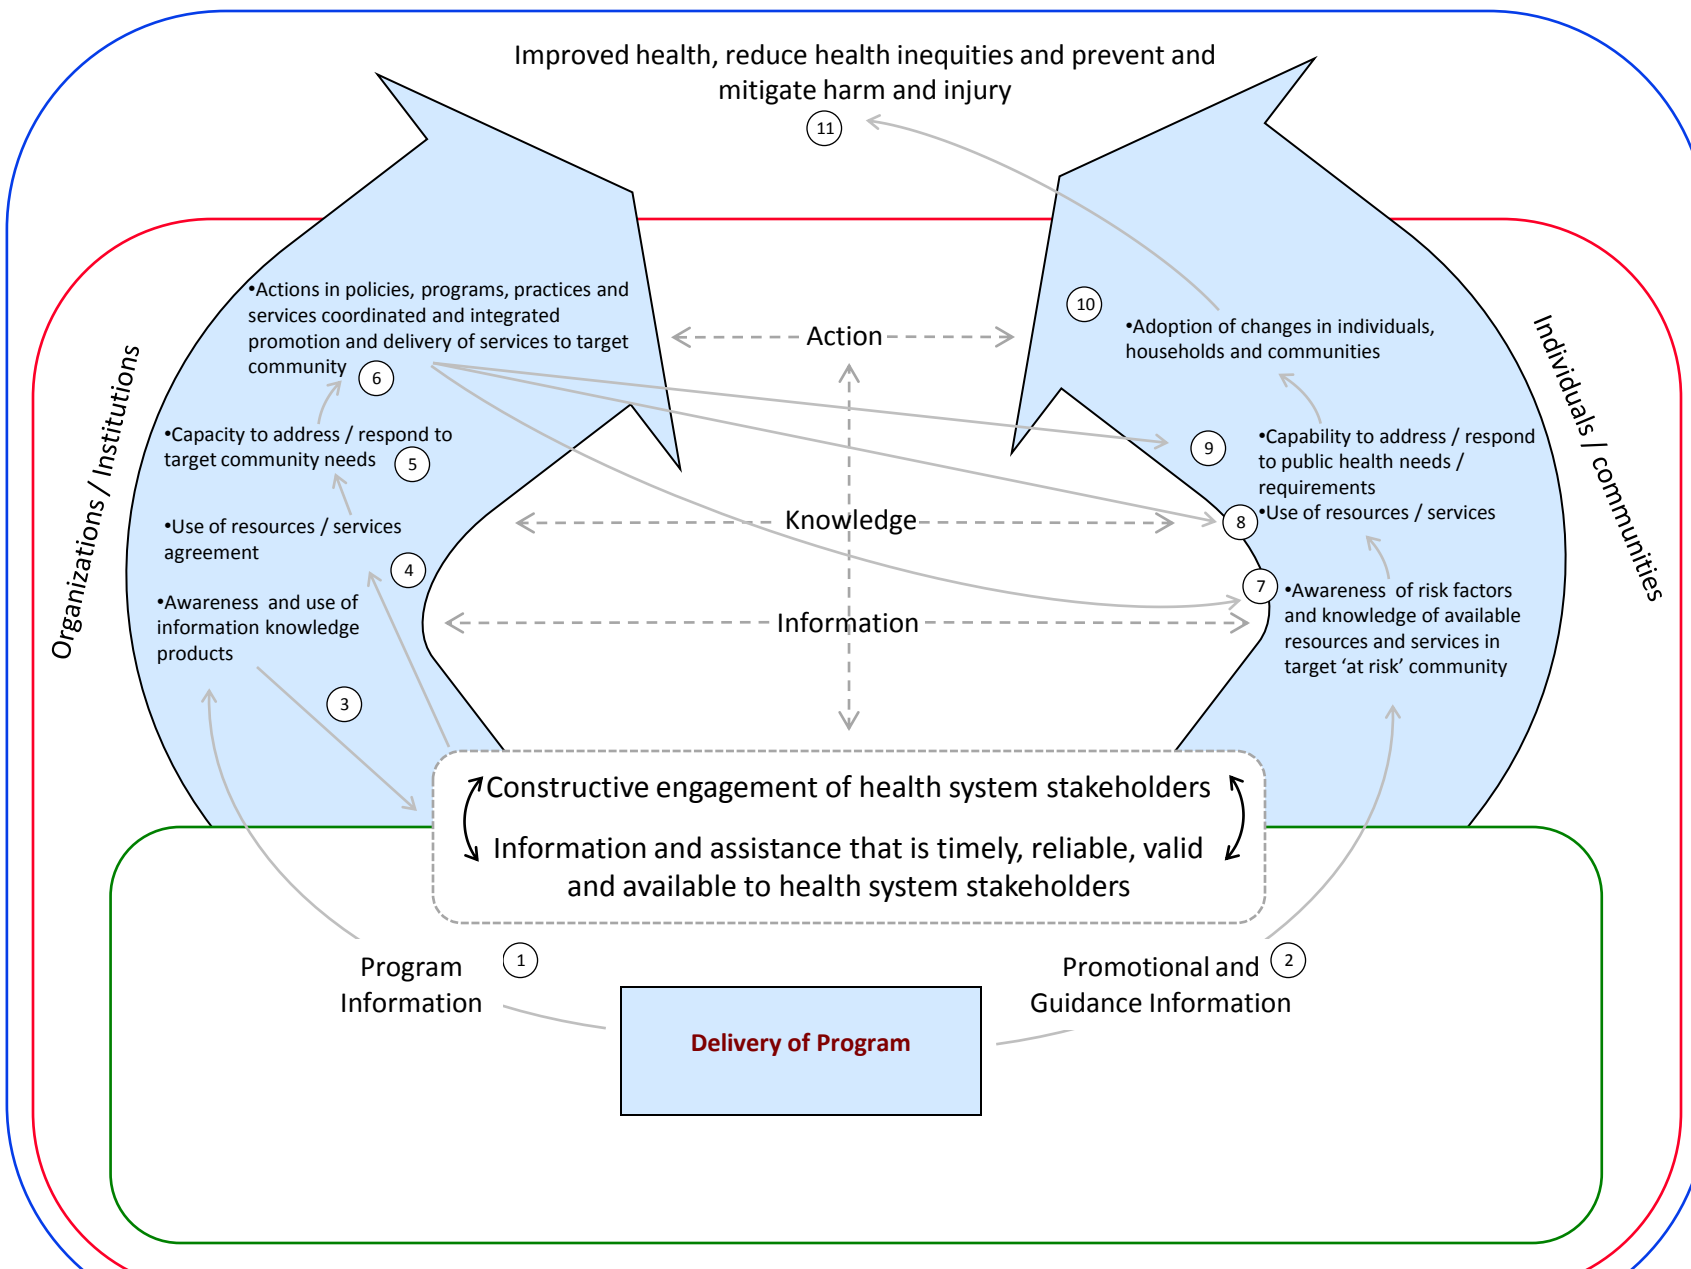 Improved health, reduce health inequities and prevent and
mitigate harm and injury
11
Organizations / Institutions
•Actions in policies, programs, practices and
services coordinated and integrated
promotion and delivery of services to target
community
6
•Capacity to address / respond to
target community needs
5
•Use of resources / services
agreement
4
•Awareness and use of
information knowledge
products
3
Action
Knowledge
Information
10
•Adoption of changes in individuals,
households and communities
9
•Capability to address / respond
to public health needs /
requirements
•Use of resources / services
8
7
•Awareness of risk factors
and knowledge of available
resources and services in
target ‘at risk’ community
Individuals / communities
Constructive engagement of health system stakeholders
Information and assistance that is timely, reliable, valid
and available to health system stakeholders
Program
Information
1
Promotional and
Guidance Information
2
Delivery of Program